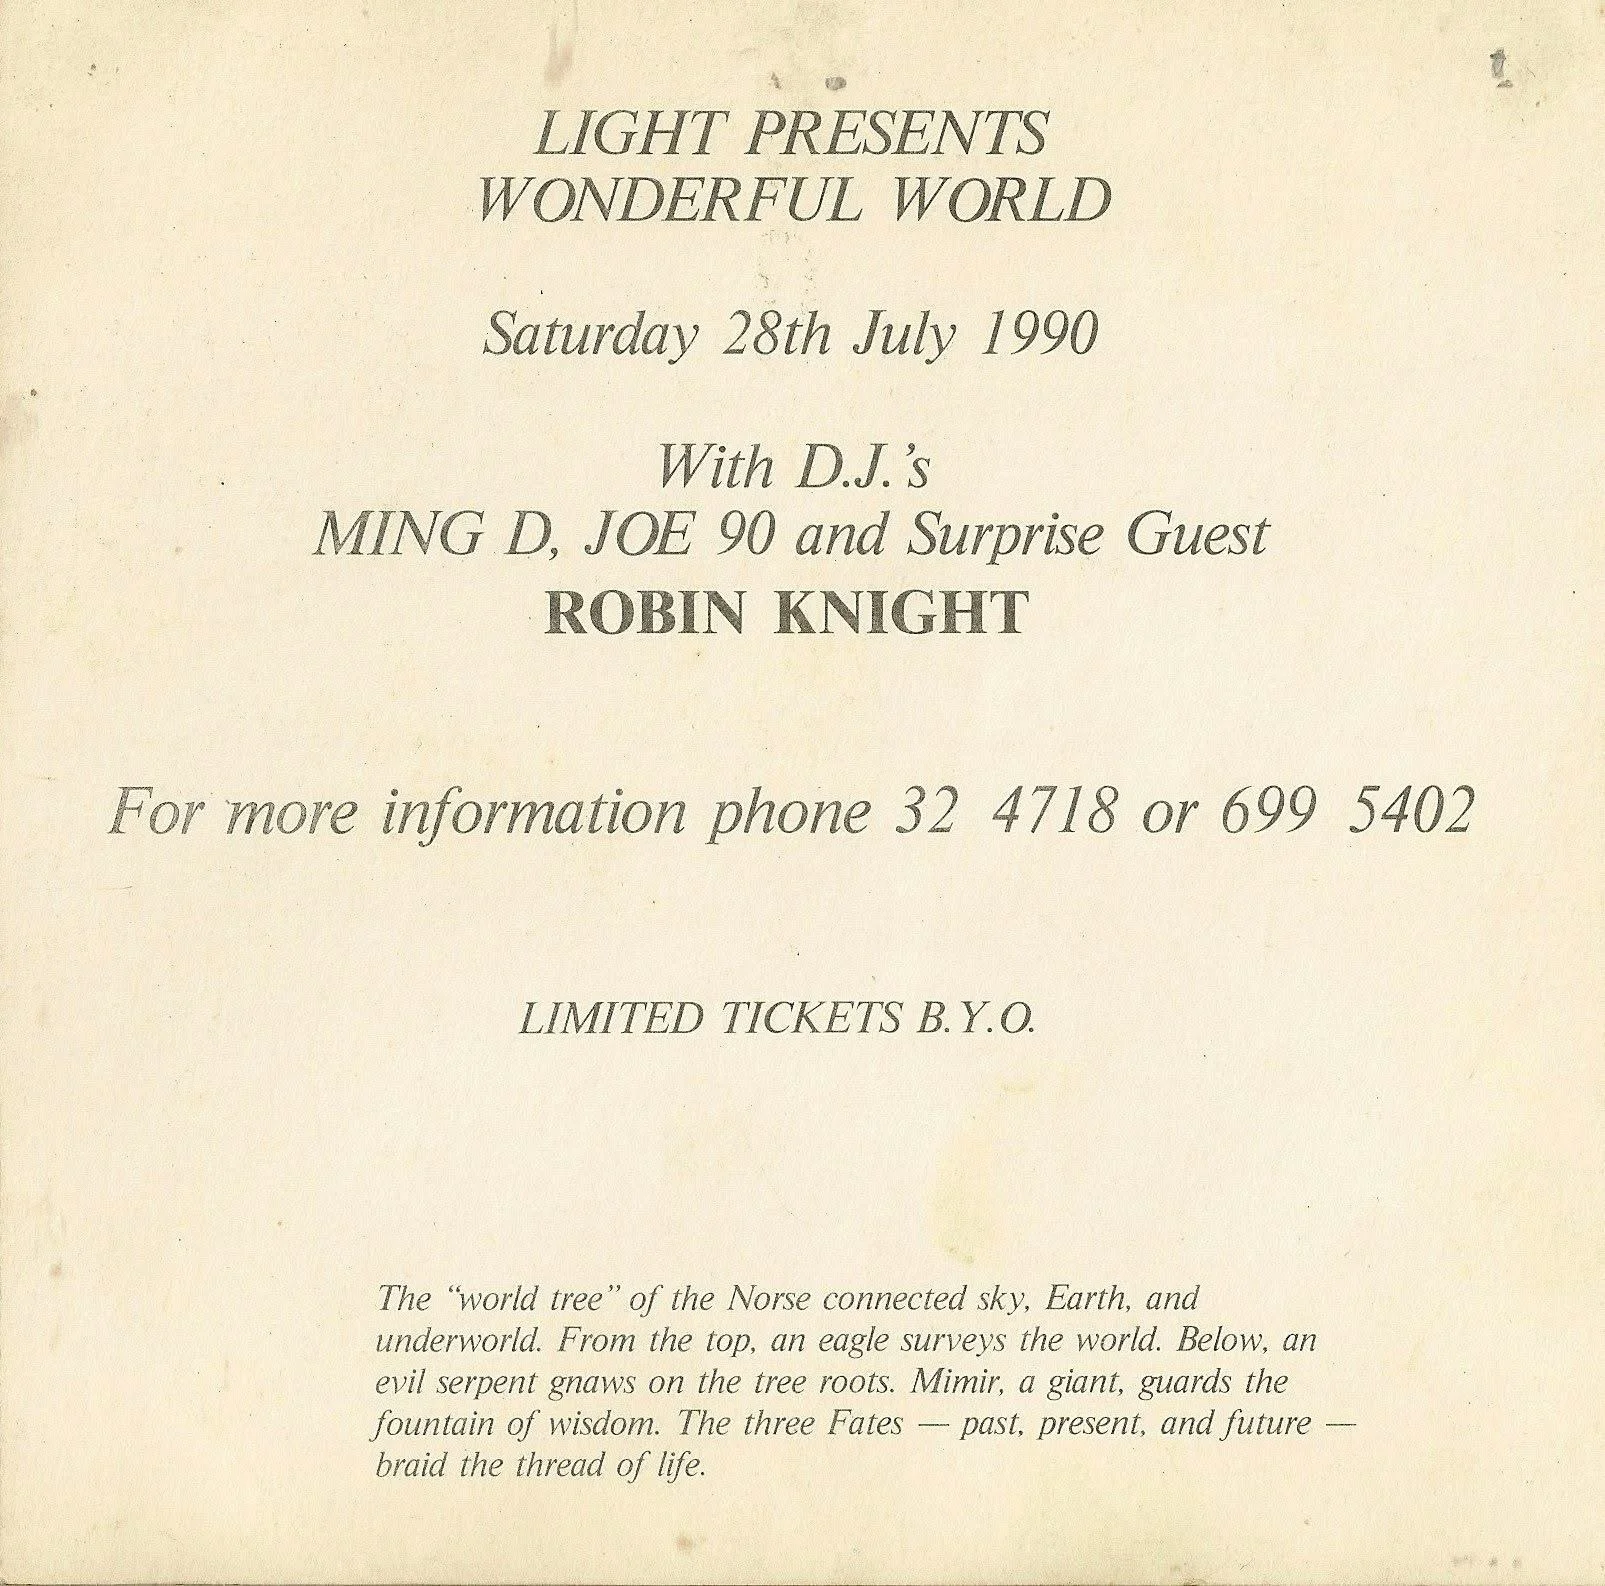 LIGHT PRESENTS
WONDERFUL WORLD
Saturday 28th July 1990
With D.J.'s
MING D, JOE 90 and Surprise Guest
ROBIN KNIGHT
For more information phone 32 4718 or 699 5402
LIMITED TICKETS B.Y.O.
The “world tree” of the Norse connected sky, Earth, and
underworld. From the top, an eagle surveys the world. Below, an
evil serpent gnaws on the tree roots. Mimir, a giant, guards the
fountain of wisdom. The three Fates — past, present, and future —
braid the thread of life.